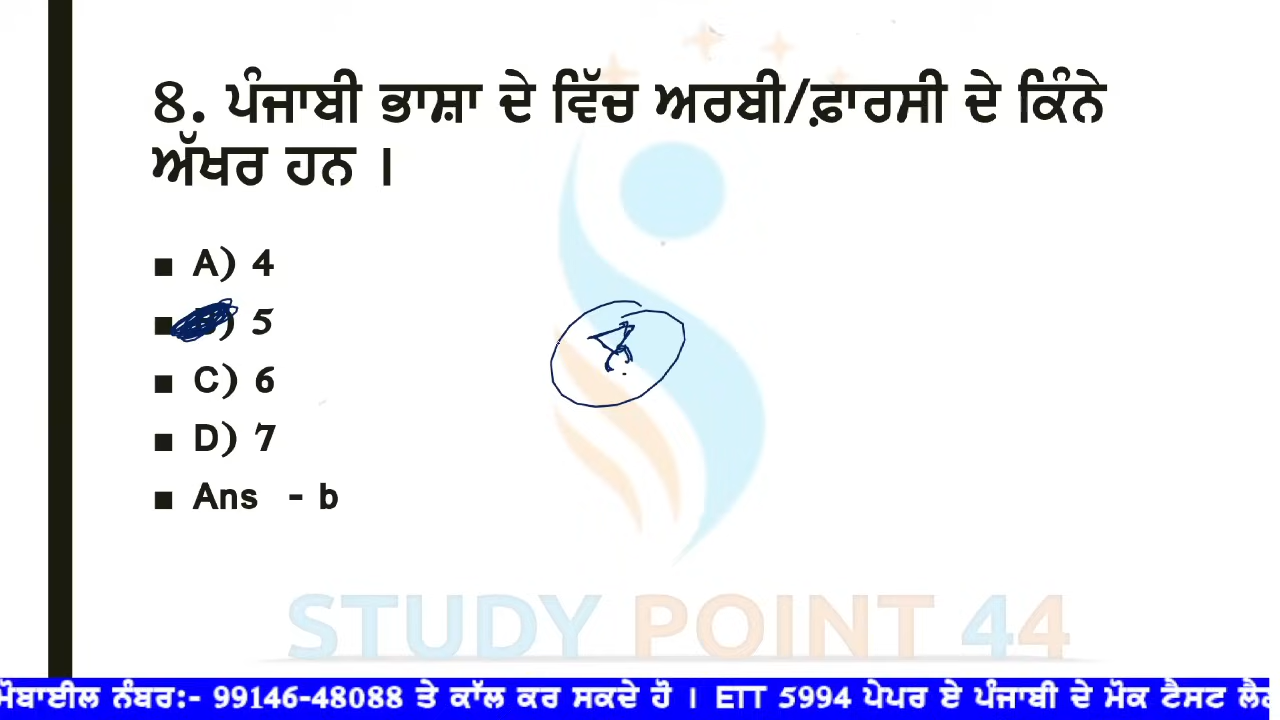 8. ਪੰਜਾਬੀ ਭਾਸ਼ਾ ਦੇ ਵਿੱਚ ਅਰਬੀ/ਫ਼ਾਰਸੀ ਦੇ ਕਿੰਨੇ
ਅੱਖਰ ਹਨ ।
A) 4
5
C) 6
D) 7
Ans - b
STUDY POINT 44
ਮੋਬਾਈਲ ਨੰਬਰ:- 99146-48088 ਤੇ ਕਾੱਲ ਕਰ ਸਕਦੇ ਹੋ । ETT 5994 ਪੇਪਰ ਏ ਪੰਜਾਬੀ ਦੇ ਮੋਕ ਟੈਸਟ